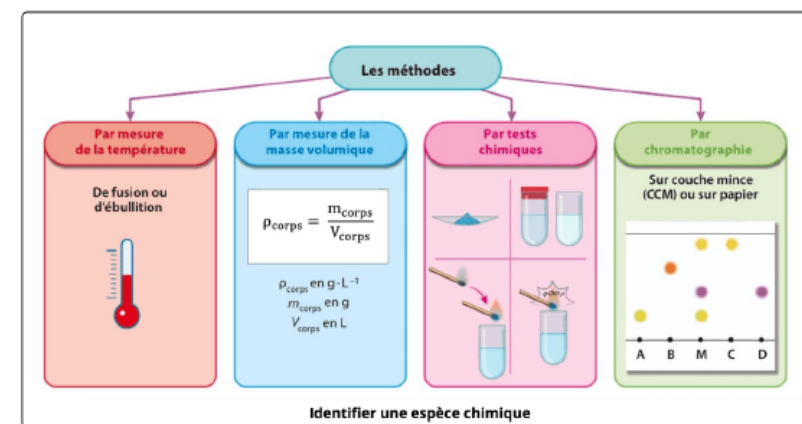 Les méthodes
Par mesure
de la température
De fusion ou
d'ébullition
Par mesure de la
masse volumique
ρcorps = mcorps / Vcorps
ρcorps en g·L⁻¹
mcorps en g
Vcorps en L
Par tests
chimiques
Par
chromatographie
Sur couche mince
(CCM) ou sur papier
A B M C D
Identifier une espèce chimique